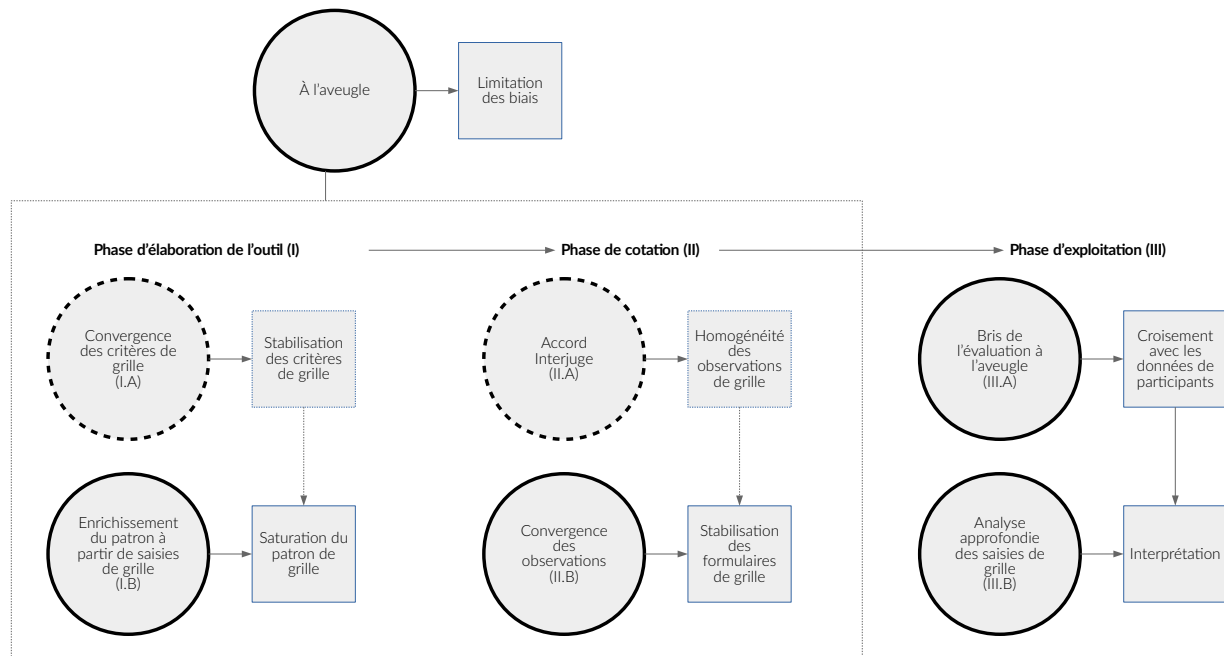 À l'aveugle
Limitation
des biais
Phase d'élaboration de l'outil (I)
Phase de cotation (II)
Phase d'exploitation (III)
Convergence
des critères de
grille
(I.A)
Stabilisation
des critères
de grille
Accord
Interjuge
(II.A)
Homogénéité
des
observations
de grille
Bris de
l'évaluation à
l'aveugle
(III.A)
Croisement
avec les
données de
participants
Enrichissement
du patron à
partir de saisies
de grille
(I.B)
Saturation du
patron de
grille
Convergence
des
observations
(II.B)
Stabilisation
des
formulaires
de grille
Analyse
approfondie
des saisies de
grille
(III.B)
Interprétation